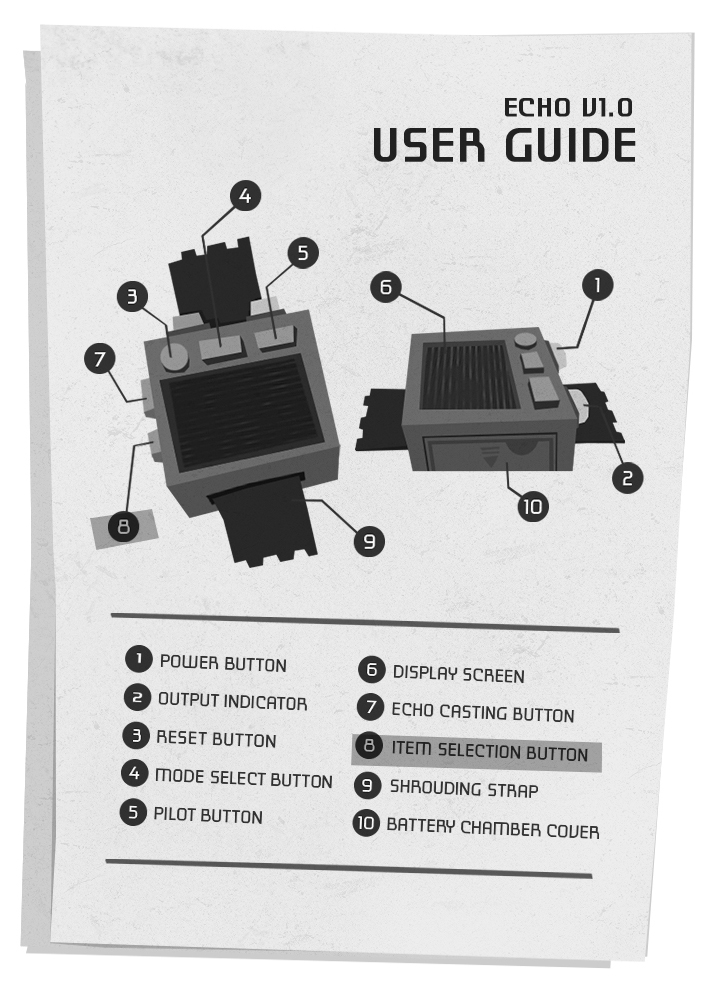 ECHO V1.0
USER GUIDE
4
5
3
6
1
7
2
8
10
9
1 POWER BUTTON
2 OUTPUT INDICATOR
3 RESET BUTTON
4 MODE SELECT BUTTON
5 PILOT BUTTON
6 DISPLAY SCREEN
7 ECHO CASTING BUTTON
8 ITEM SELECTION BUTTON
9 SHROUDING STRAP
10 BATTERY CHAMBER COVER